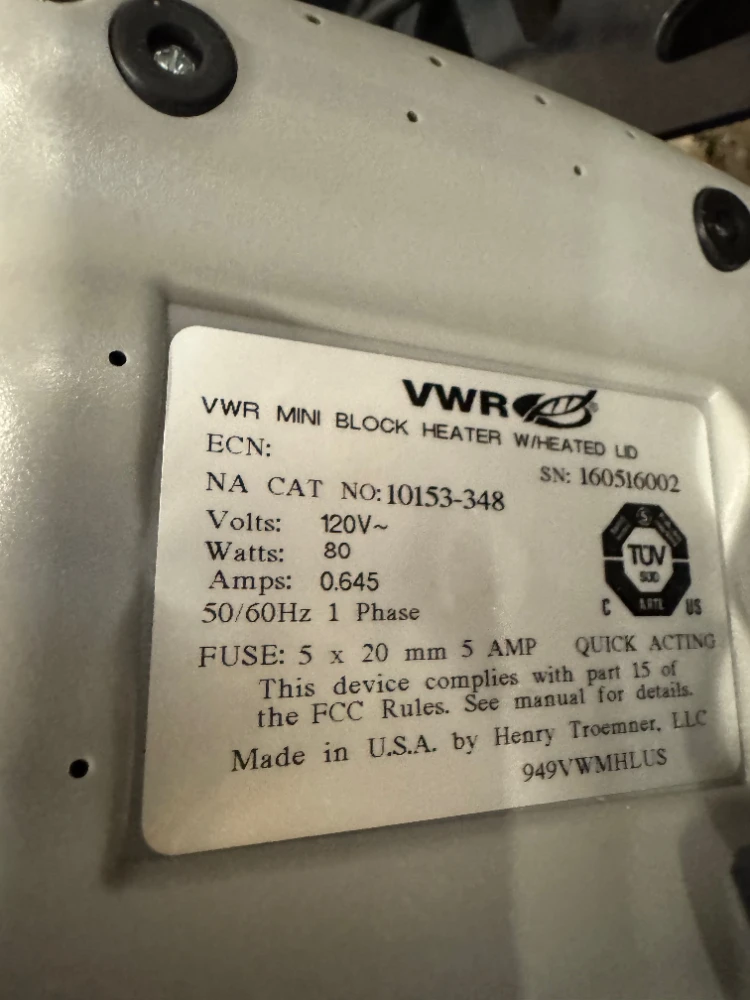 VWR
VWR MINI BLOCK HEATER W/HEATED LID
ECN:
SN: 160516002
NA CAT NO: 10153-348
Volts: 120V~
Watts: 80
Amps: 0.645
50/60Hz 1 Phase
TÜV
SÜD
C NRTL US
FUSE: 5 x 20 mm 5 AMP QUICK ACTING
This device complies with part 15 of
the FCC Rules. See manual for details.
Made in U.S.A. by Henry Troemner, LLC
949VWMHLUS